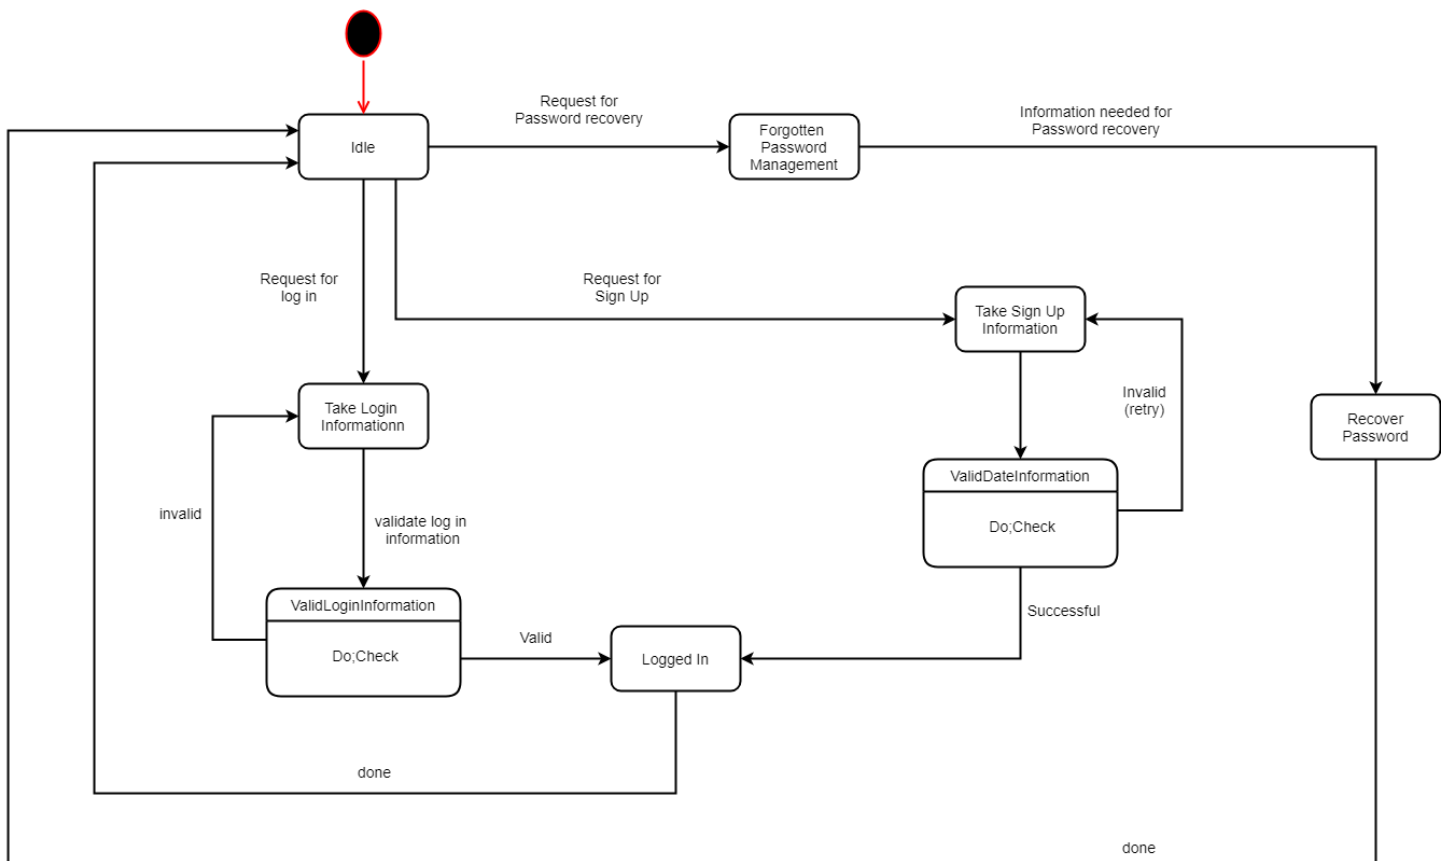 Request for
Password recovery
Information needed for
Password recovery
Idle
Forgotten
Password
Management
Request for
log in
Request for
Sign Up
Take Sign Up
Information
Invalid
(retry)
Take Login
Informationn
Recover
Password
ValidDateInformation
Do;Check
invalid
validate log in
information
ValidLoginInformation
Do;Check
Valid
Logged In
Successful
done
done